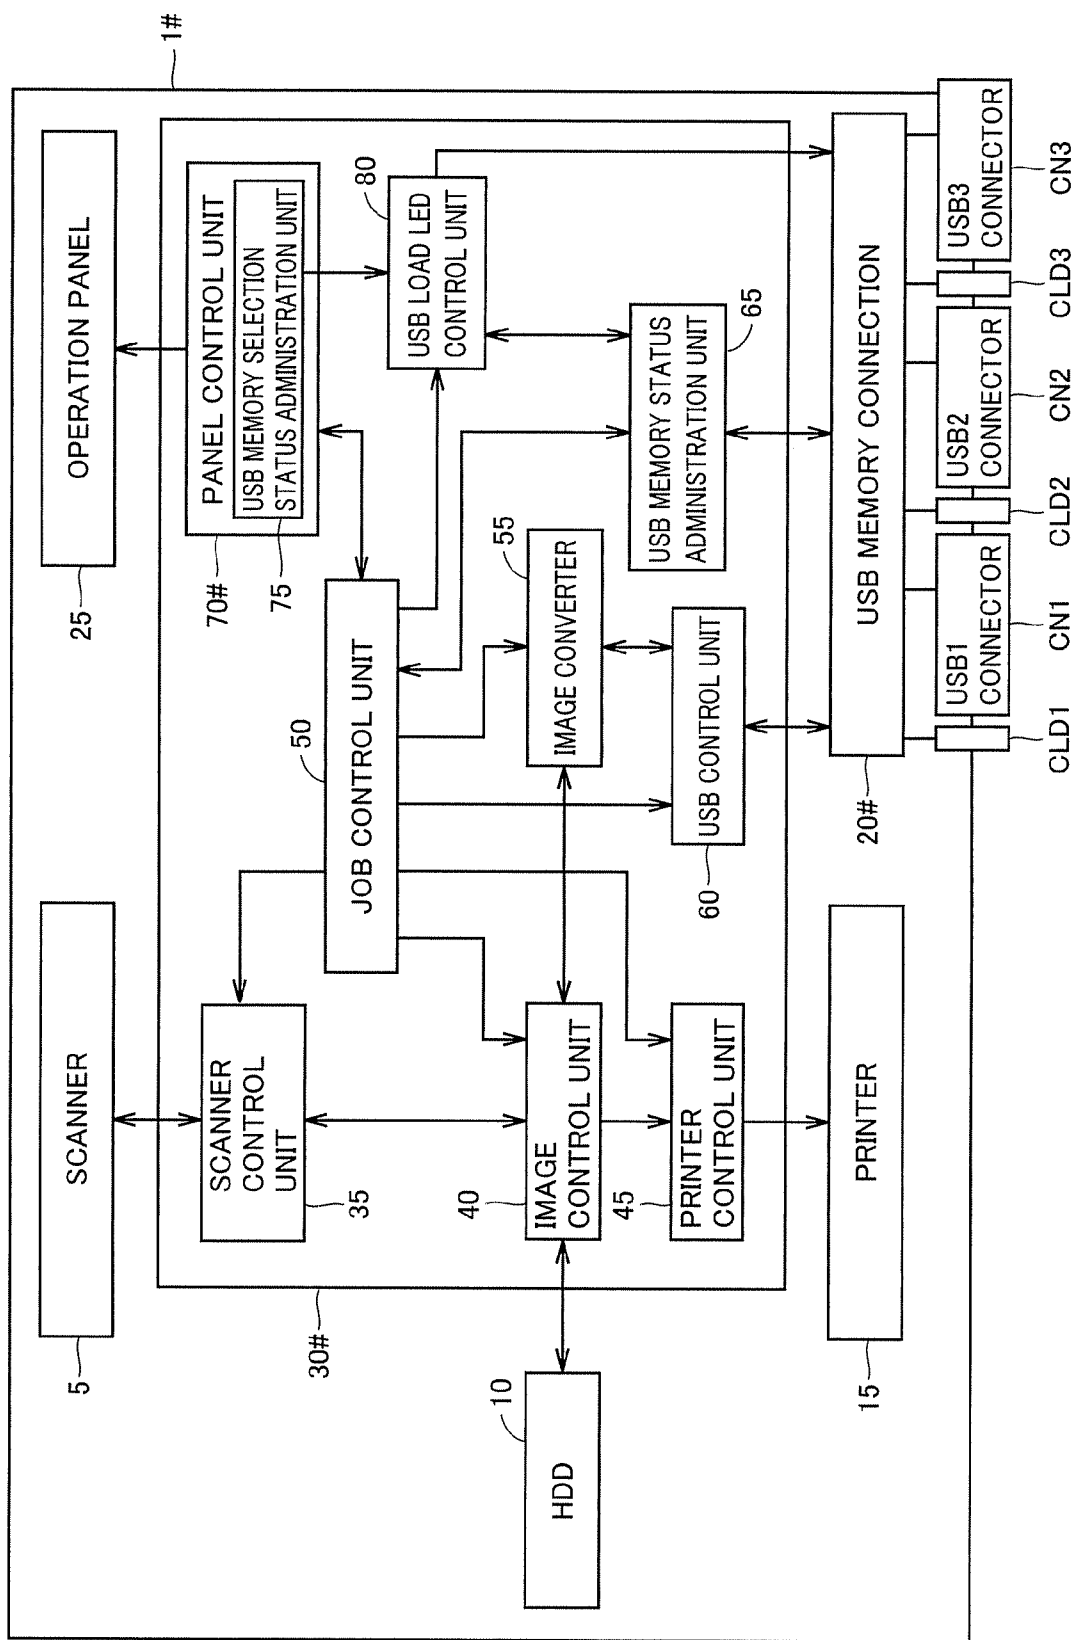 1#
SCANNER
5
OPERATION PANEL
25
SCANNER
CONTROL
UNIT
35
PANEL CONTROL UNIT
70#
USB MEMORY SELECTION
STATUS ADMINISTRATION UNIT
75
JOB CONTROL UNIT
50
USB LOAD LED
CONTROL UNIT
80
HDD
10
30#
IMAGE
CONTROL UNIT
40
IMAGE CONVERTER
55
USB MEMORY STATUS
ADMINISTRATION UNIT
65
PRINTER
CONTROL UNIT
45
USB CONTROL UNIT
60
PRINTER
15
USB MEMORY CONNECTION
20#
USB1
CONNECTOR
USB2
CONNECTOR
USB3
CONNECTOR
CLD1
CN1
CLD2
CN2
CLD3
CN3